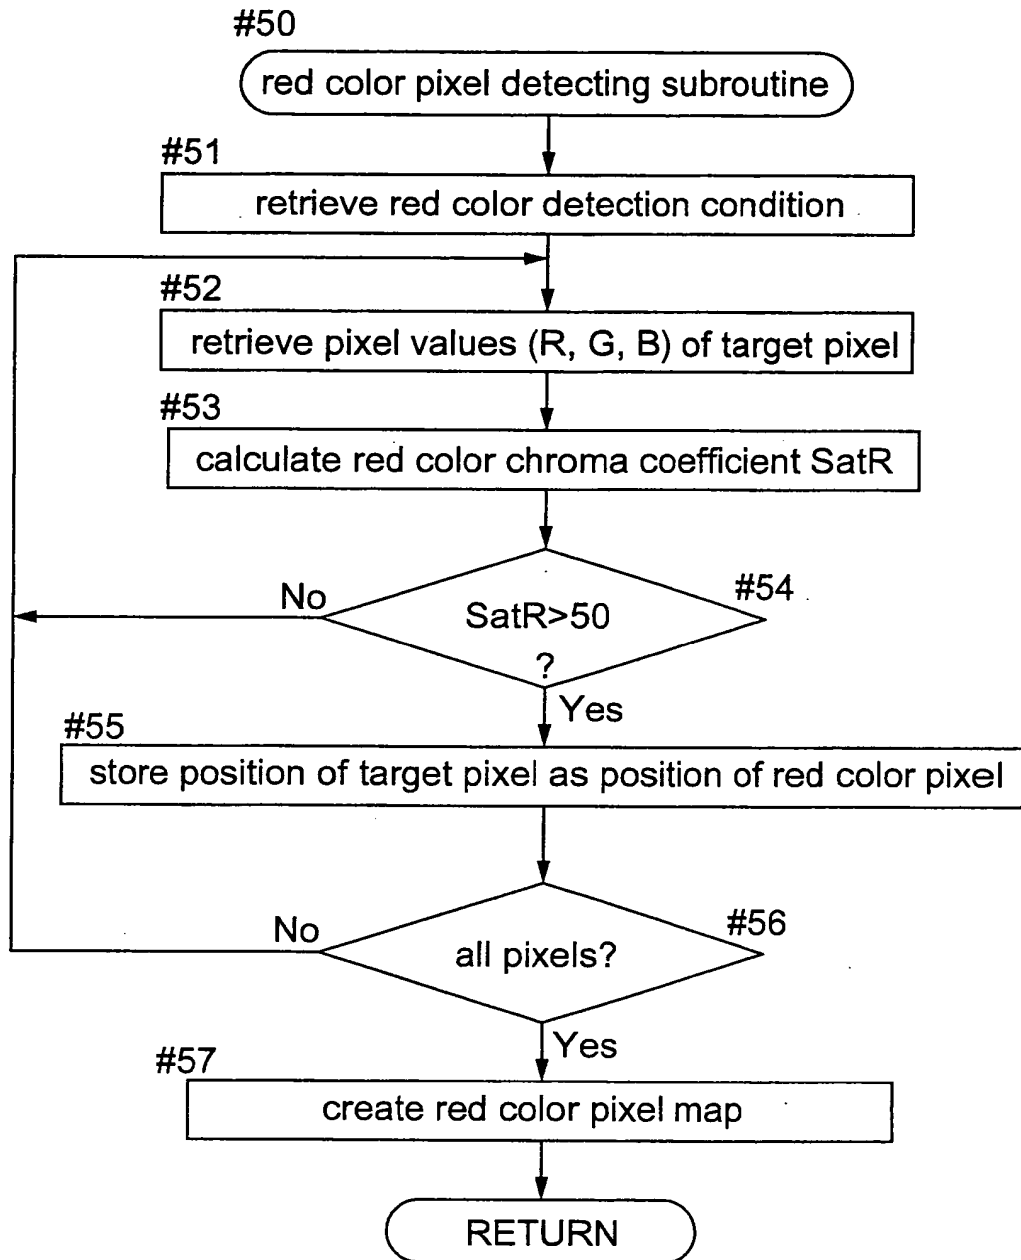 #50
red color pixel detecting subroutine
#51
retrieve red color detection condition
#52
retrieve pixel values (R, G, B) of target pixel
#53
calculate red color chroma coefficient SatR
No
SatR>50
?
#54
Yes
#55
store position of target pixel as position of red color pixel
No
all pixels?
#56
Yes
#57
create red color pixel map
RETURN